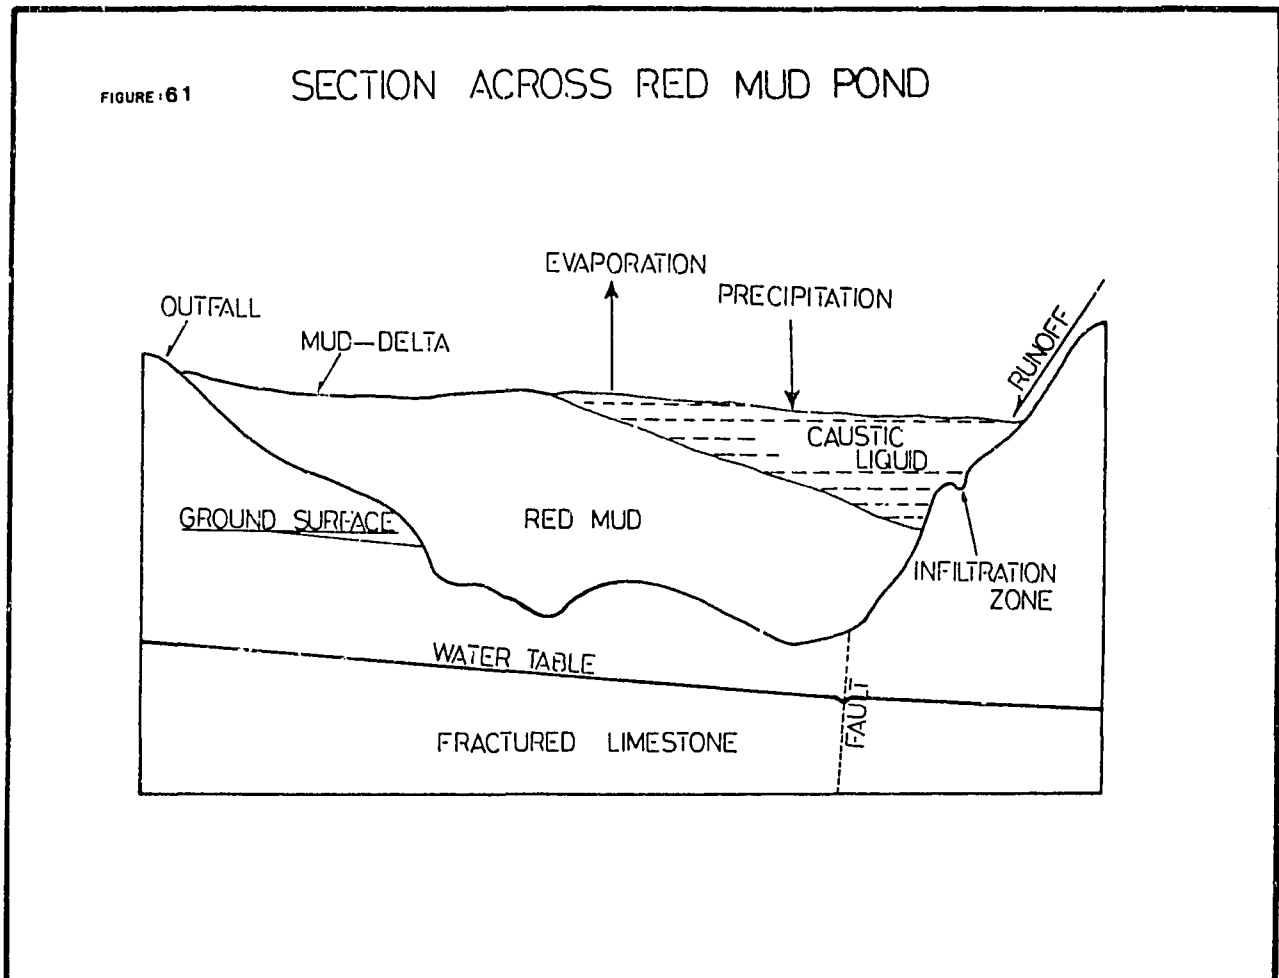 FIGURE:61
SECTION ACROSS RED MUD POND
EVAPORATION
PRECIPITATION
OUTFALL
MUD-DELTA
RUNOFF
CAUSTIC
LIQUID
GROUND SURFACE
RED MUD
INFILTRATION
ZONE
WATER TABLE
FAULT
FRACTURED LIMESTONE